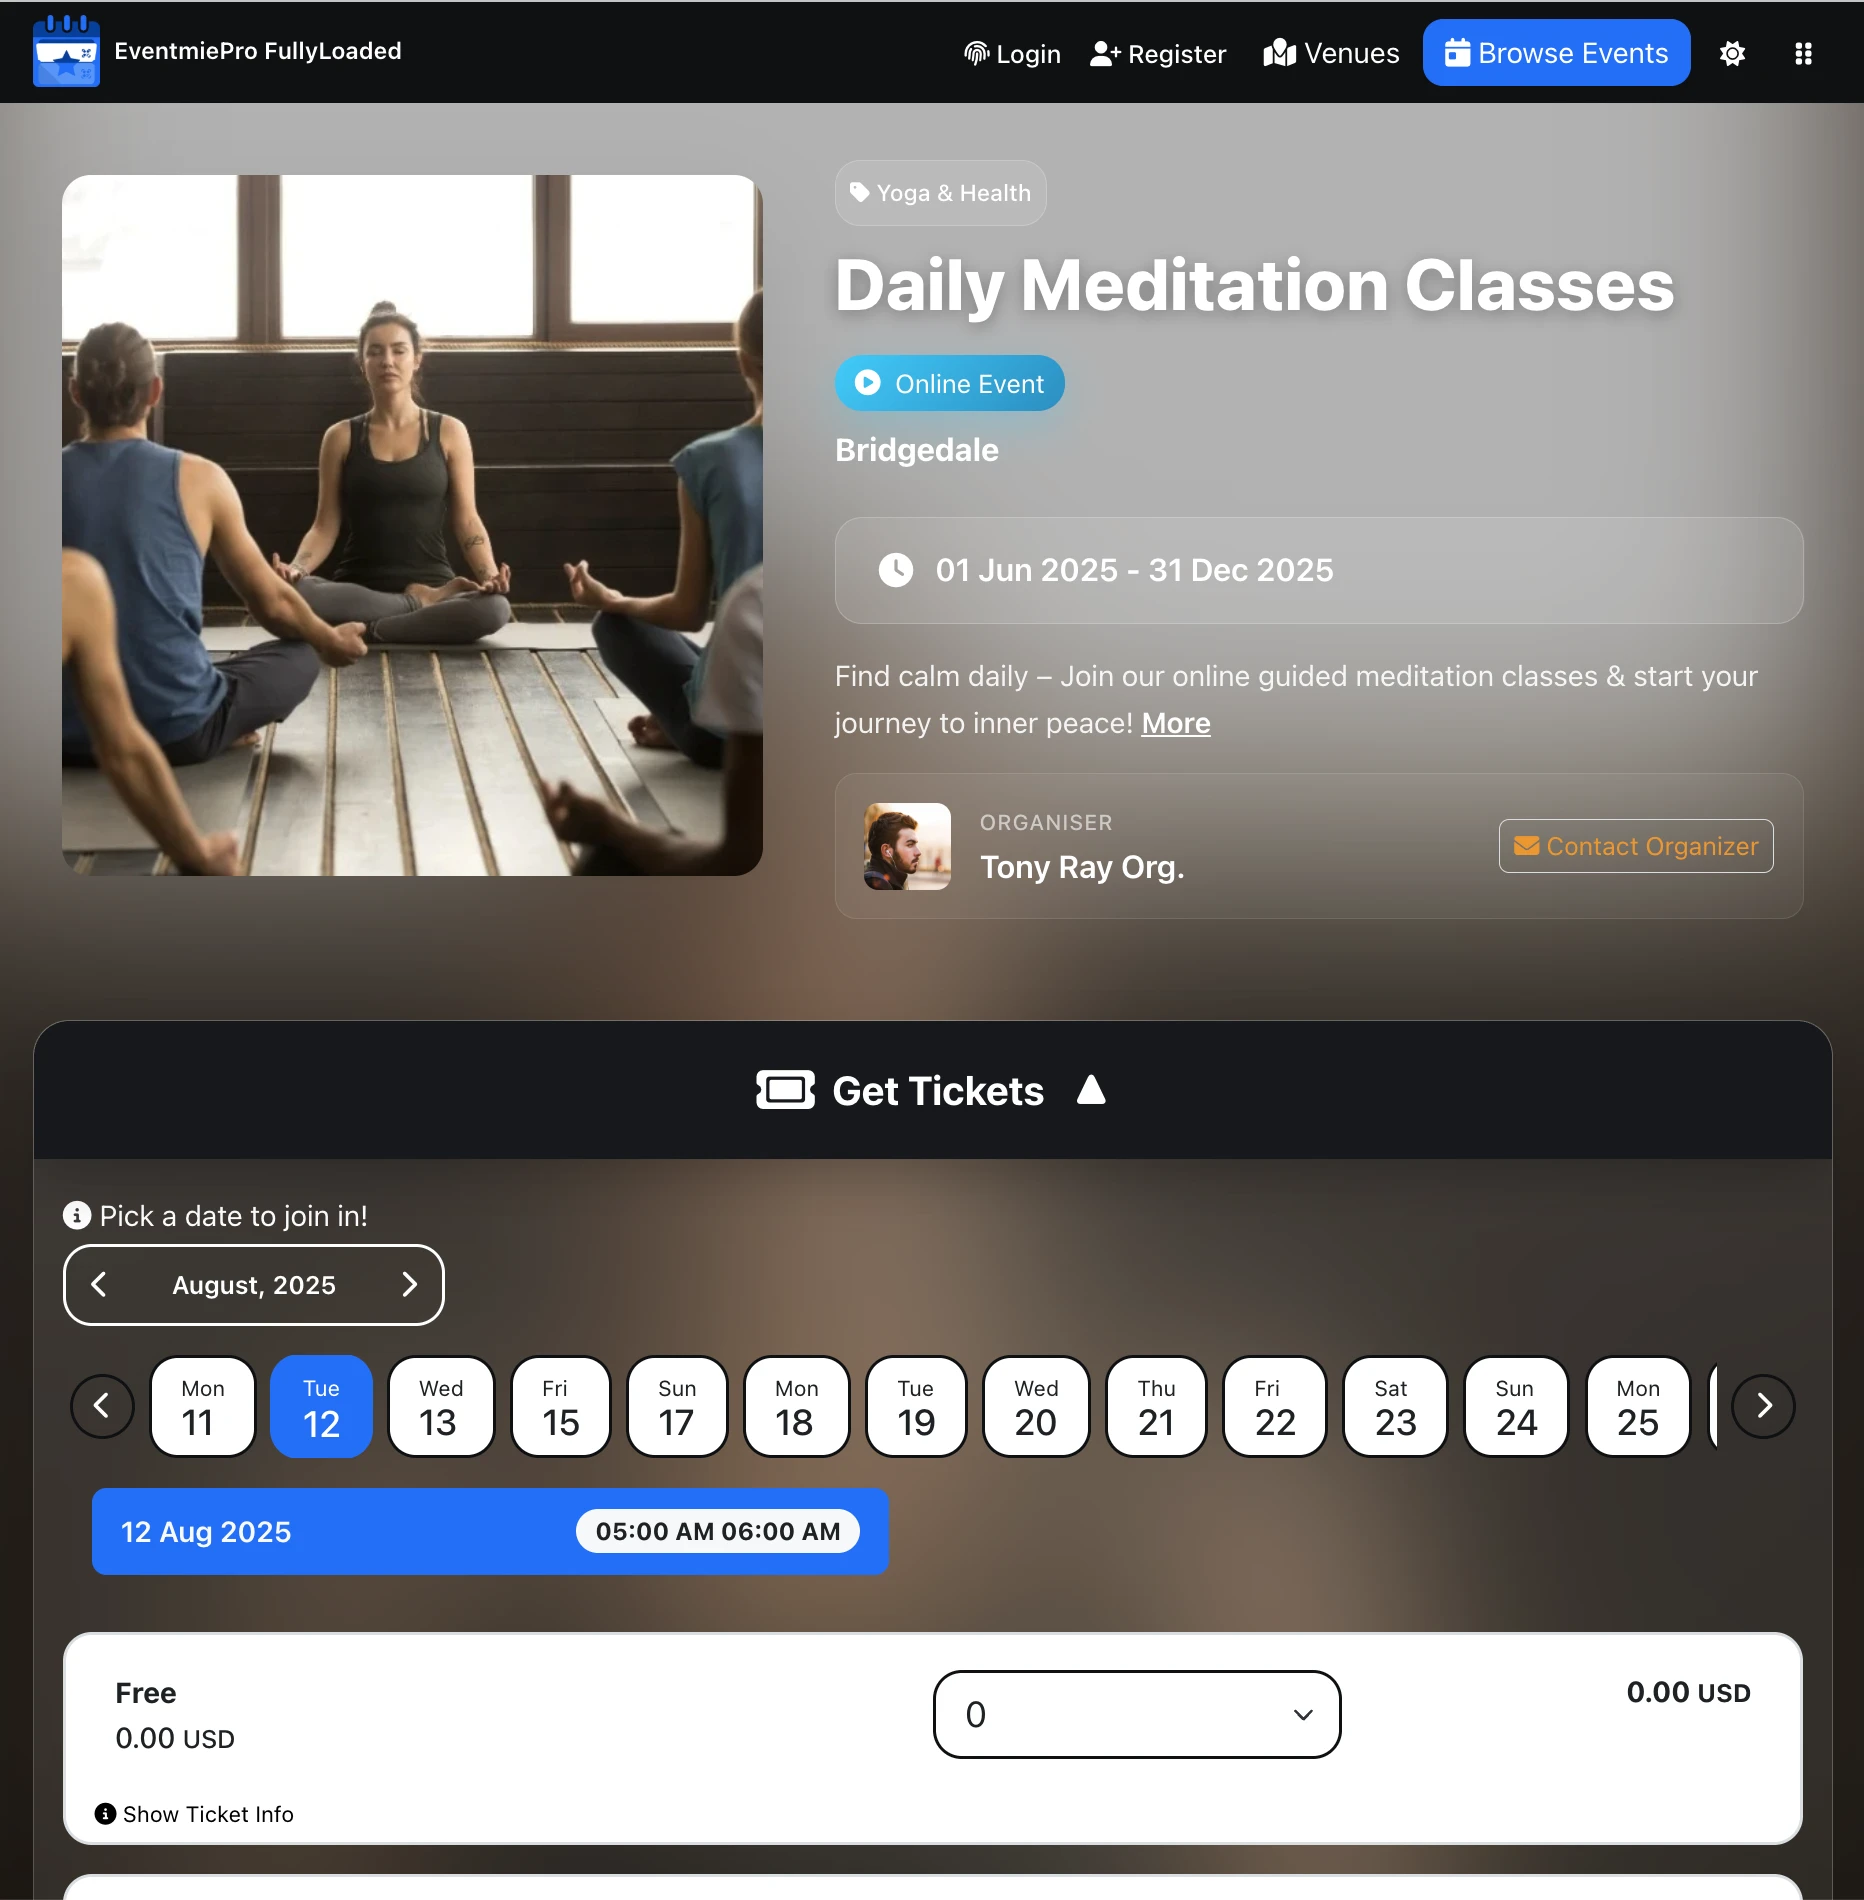 EventmiePro FullyLoaded
Login
Register
Venues
Browse Events
Yoga & Health
Daily Meditation Classes
Online Event
Bridgedale
01 Jun 2025 - 31 Dec 2025
Find calm daily – Join our online guided meditation classes & start your
journey to inner peace! More
ORGANISER
Tony Ray Org.
Contact Organizer
Get Tickets
Pick a date to join in!
August, 2025
Mon 11
Tue 12
Wed 13
Fri 15
Sun 17
Mon 18
Tue 19
Wed 20
Thu 21
Fri 22
Sat 23
Sun 24
Mon 25
12 Aug 2025
05:00 AM 06:00 AM
Free
0.00 USD
0
0.00 USD
Show Ticket Info